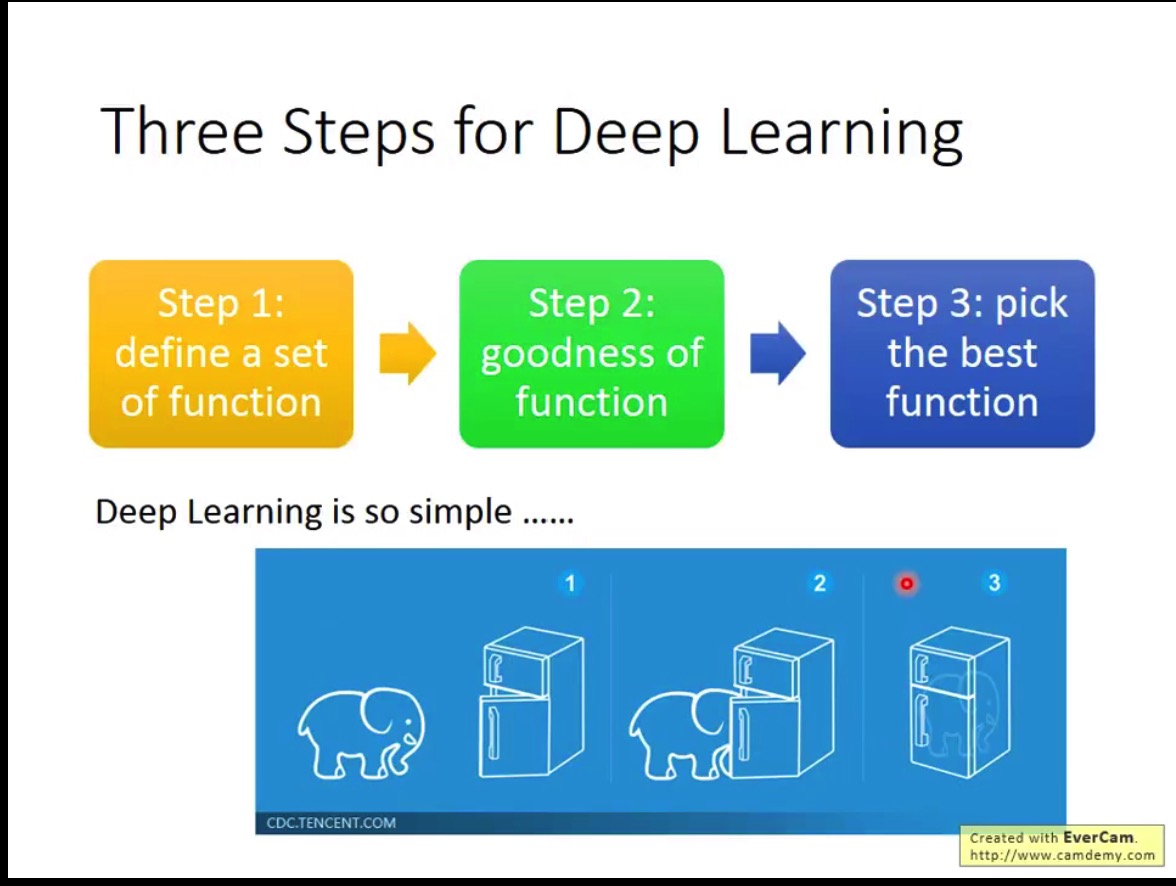 Three Steps for Deep Learning
Step 1:
define a set
of function
Step 2:
goodness of
function
Step 3: pick
the best
function
Deep Learning is so simple ......
1
2
3
CDC.TENCENT.COM
Created with EverCam.
http://www.camdemy.com